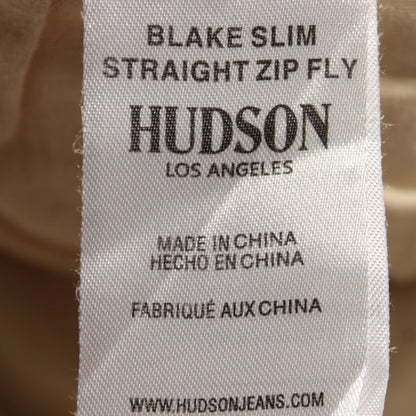 BLAKE SLIM
STRAIGHT ZIP FLY
HUDSON
LOS ANGELES
MADE IN CHINA
HECHO EN CHINA
FABRIQUÉ AUX CHINA
WWW.HUDSONJEANS.COM